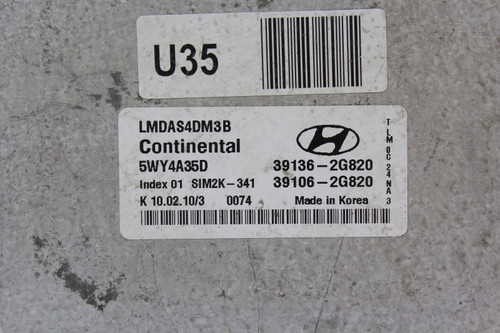 U35
LMDAS4DM3B
Continental
5WY4A35D 39136-2G820
Index 01 SIM2K-341 39106-2G820
K 10.02.10/3 0074 Made in Korea
TLM 0C 24 NA 3